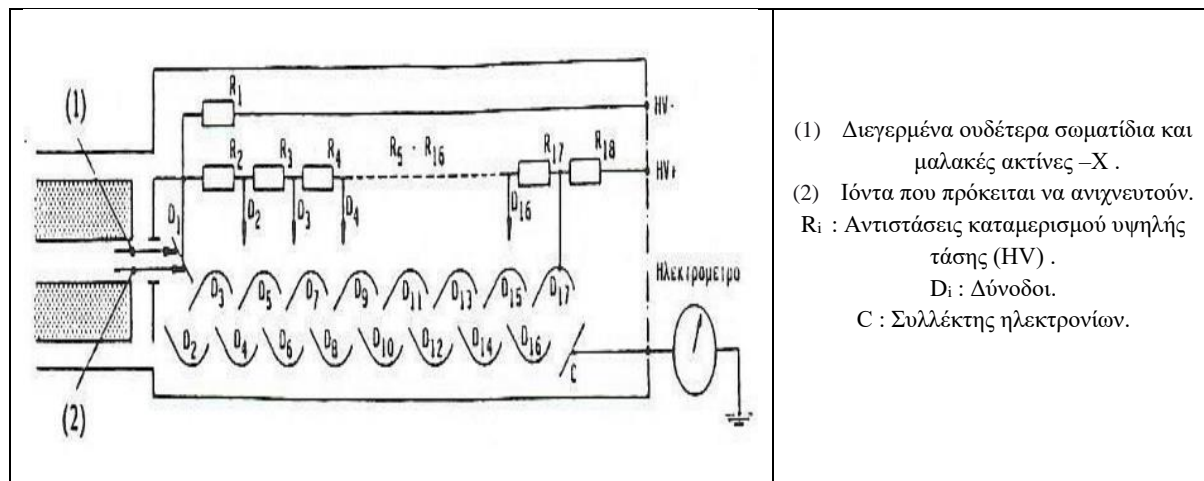 (1)
R₁
HV-
R₂ R₃ R₄ R₅ - R₁₆ R₁₇ R₁₈
HV+
D₁ D₂ D₃ D₄ D₁₆
Ηλεκτρόμετρο
D₃ D₅ D₇ D₉ D₁₁ D₁₃ D₁₅ D₁₇
D₂ D₄ D₆ D₈ D₁₀ D₁₂ D₁₄ D₁₆
C
(2)
(1) Διεγερμένα ουδέτερα σωματίδια και
μαλακές ακτίνες –Χ .
(2) Ιόντα που πρόκειται να ανιχνευτούν.
Rᵢ : Αντιστάσεις καταμερισμού υψηλής
τάσης (HV) .
Dᵢ : Δύνοδοι.
C : Συλλέκτης ηλεκτρονίων.